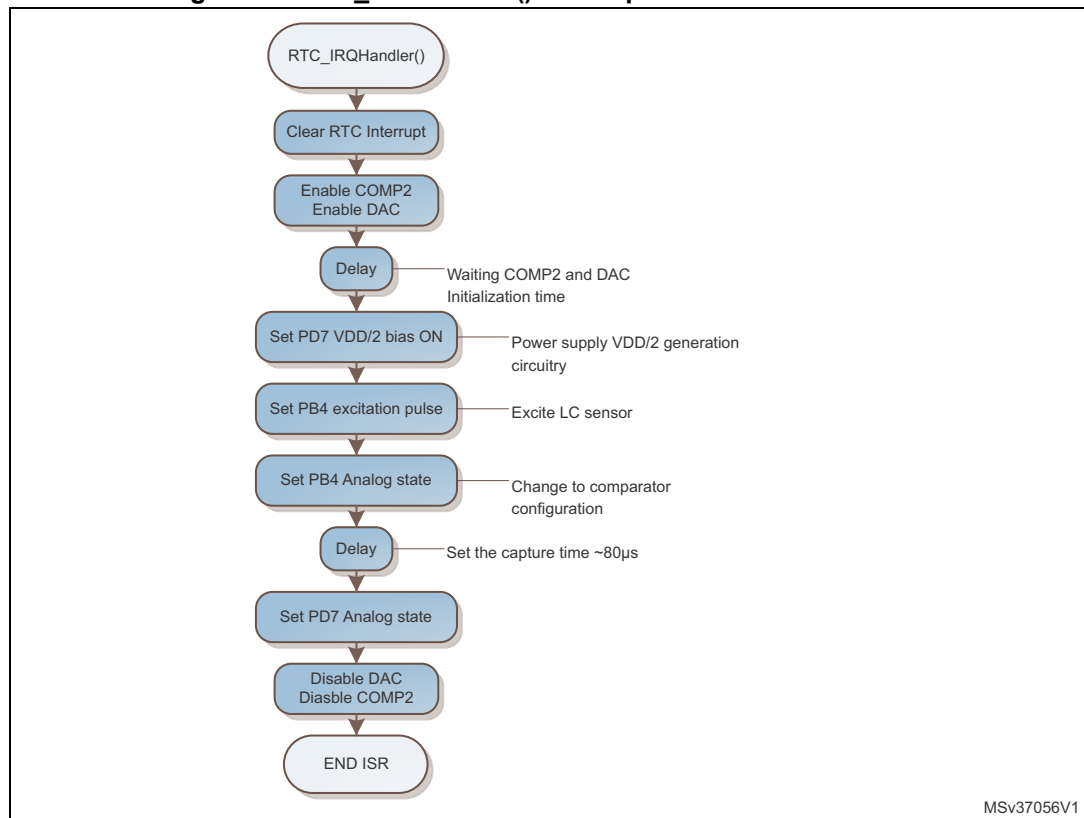 RTC_IRQHandler()
Clear RTC Interrupt
Enable COMP2
Enable DAC
Delay
Waiting COMP2 and DAC
Initialization time
Set PD7 VDD/2 bias ON
Power supply VDD/2 generation
circuitry
Set PB4 excitation pulse
Excite LC sensor
Set PB4 Analog state
Change to comparator
configuration
Delay
Set the capture time ~80µs
Set PD7 Analog state
Disable DAC
Diasble COMP2
END ISR
MSv37056V1